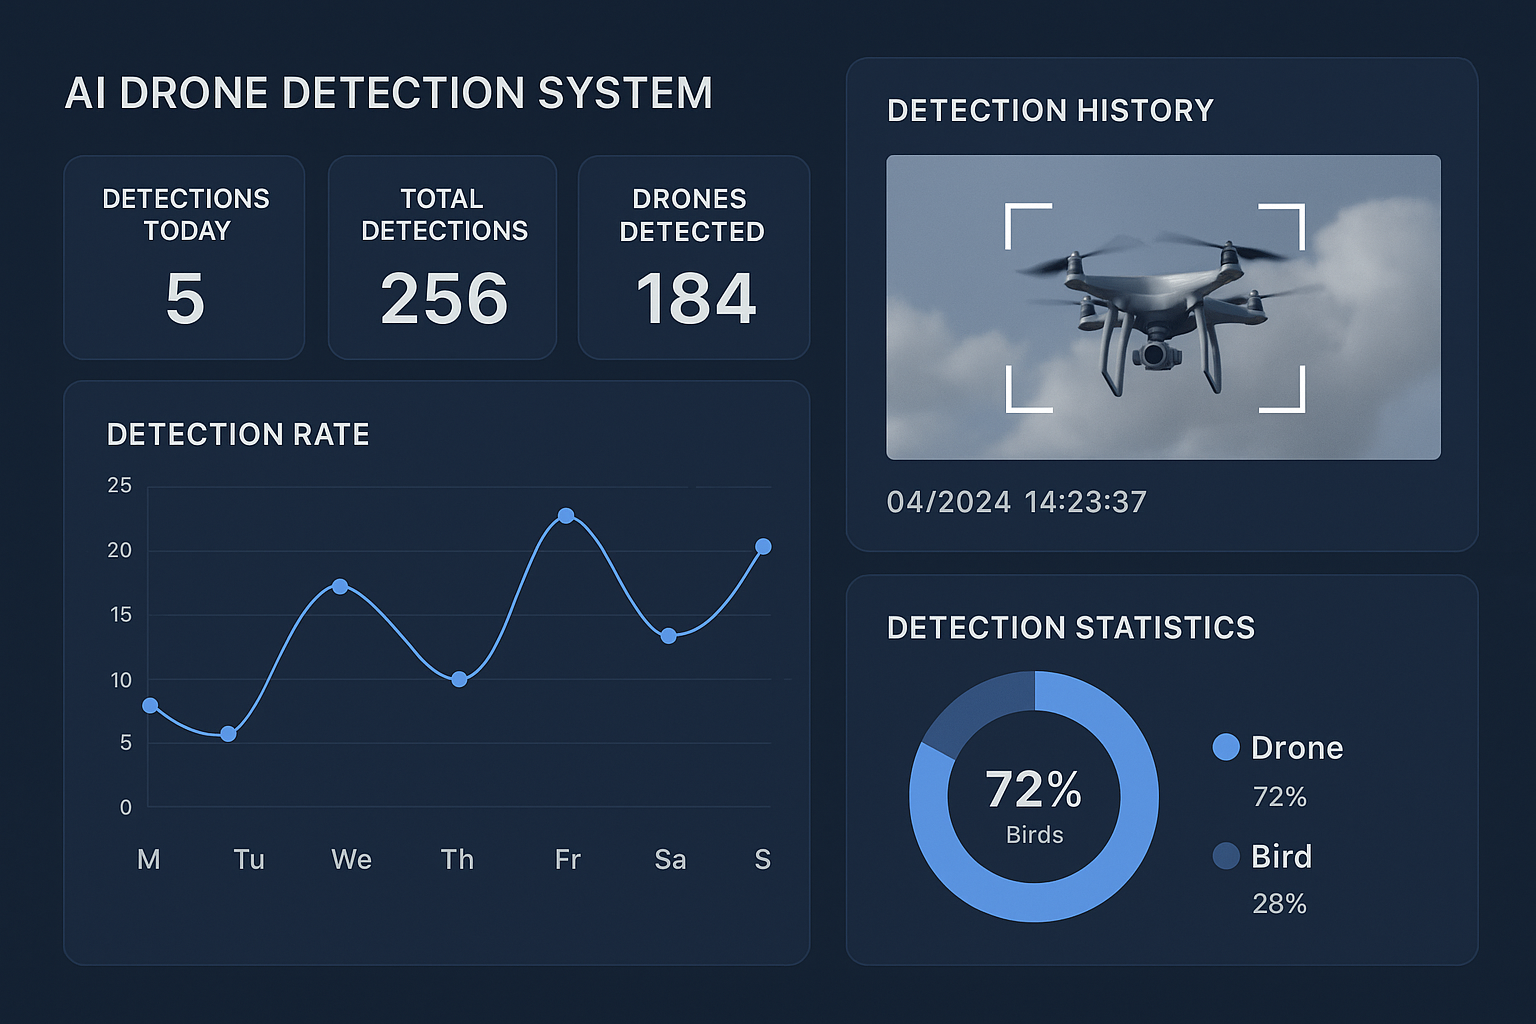 AI DRONE DETECTION SYSTEM
DETECTIONS
TODAY
5
TOTAL
DETECTIONS
256
DRONES
DETECTED
184
DETECTION RATE
25
20
15
10
5
0
M Tu We Th Fr Sa S
DETECTION HISTORY
04/2024 14:23:37
DETECTION STATISTICS
72%
Birds
Drone
72%
Bird
28%